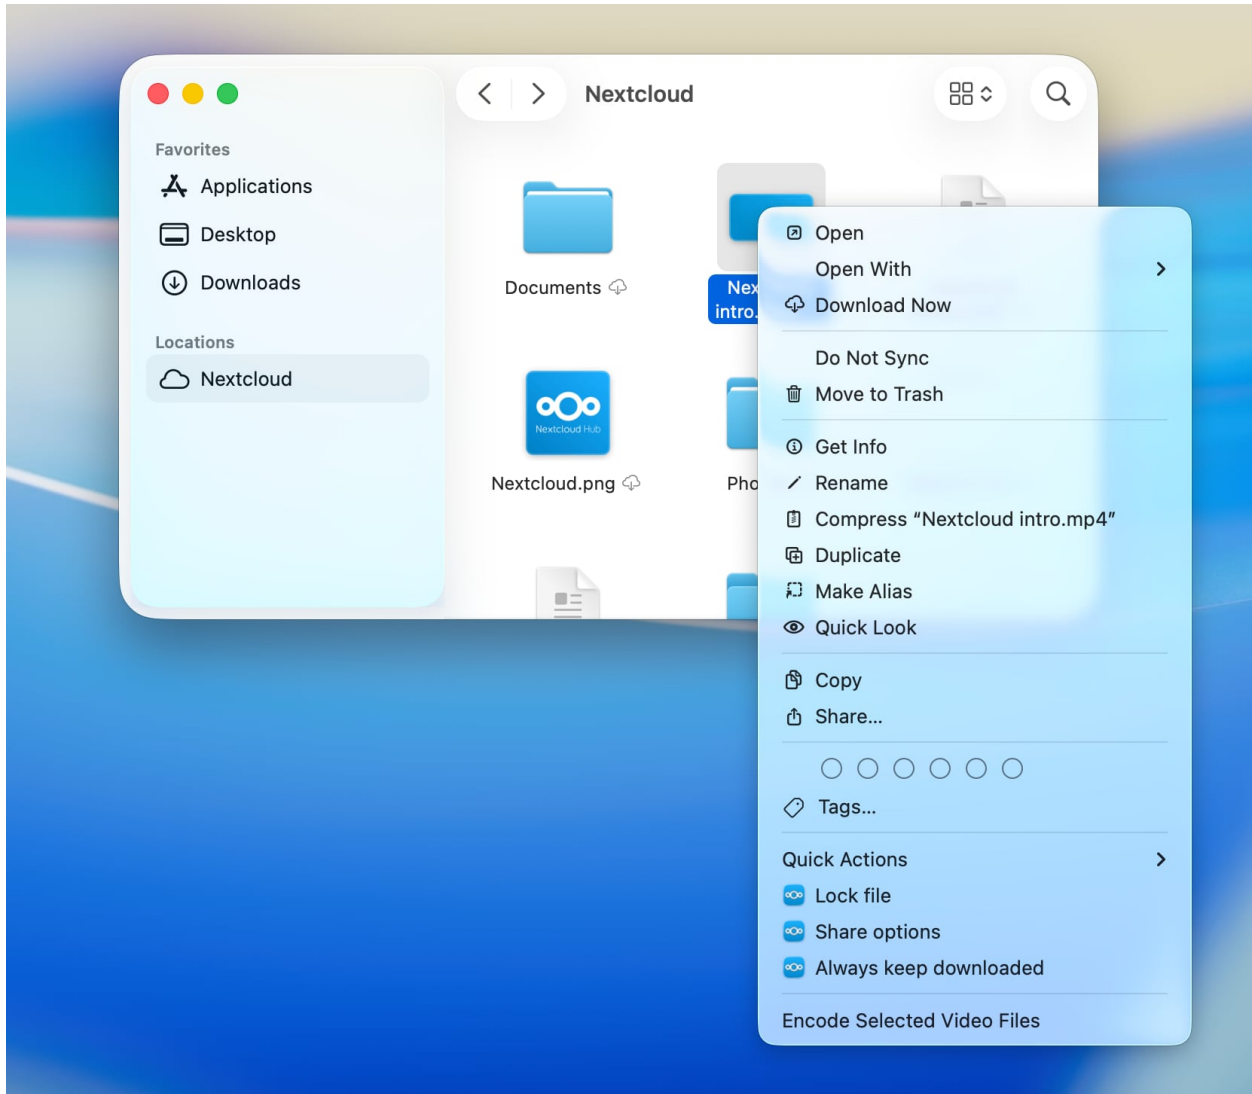 Nextcloud
Favorites
Applications
Desktop
Downloads
Locations
Nextcloud
Documents
intro.
Nextcloud Hub
Nextcloud.png
Open
Open With
Download Now
Do Not Sync
Move to Trash
Get Info
Rename
Compress “Nextcloud intro.mp4”
Duplicate
Make Alias
Quick Look
Copy
Share...
Tags...
Quick Actions
Lock file
Share options
Always keep downloaded
Encode Selected Video Files